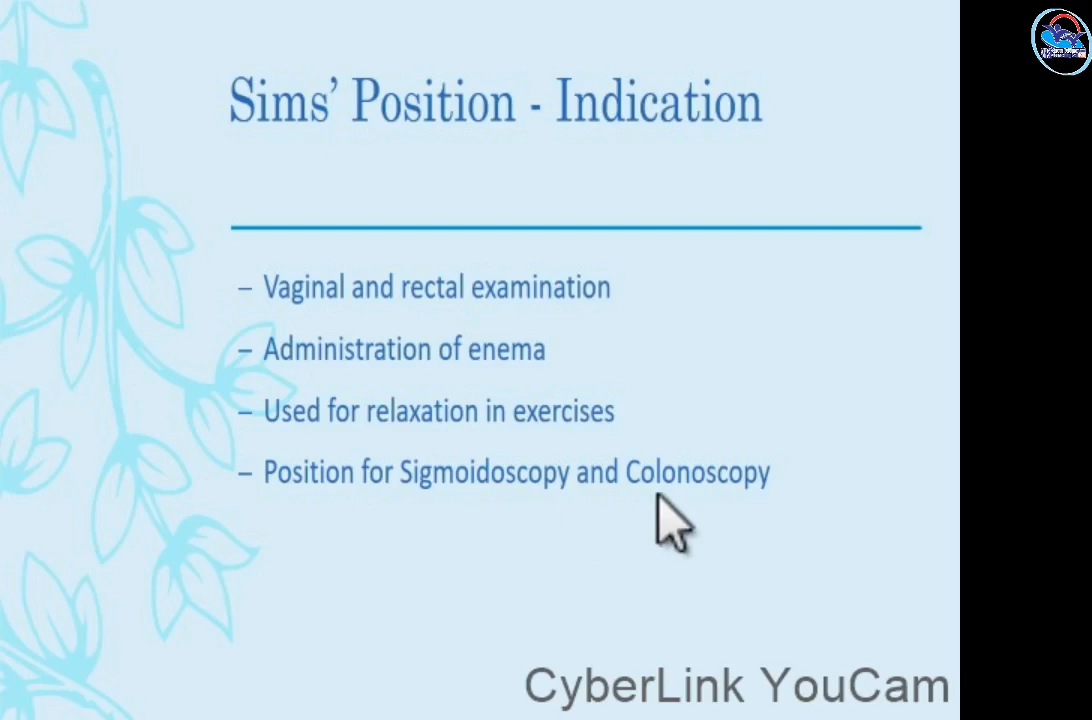 Sims’ Position - Indication
– Vaginal and rectal examination
– Administration of enema
– Used for relaxation in exercises
– Position for Sigmoidoscopy and Colonoscopy
CyberLink YouCam